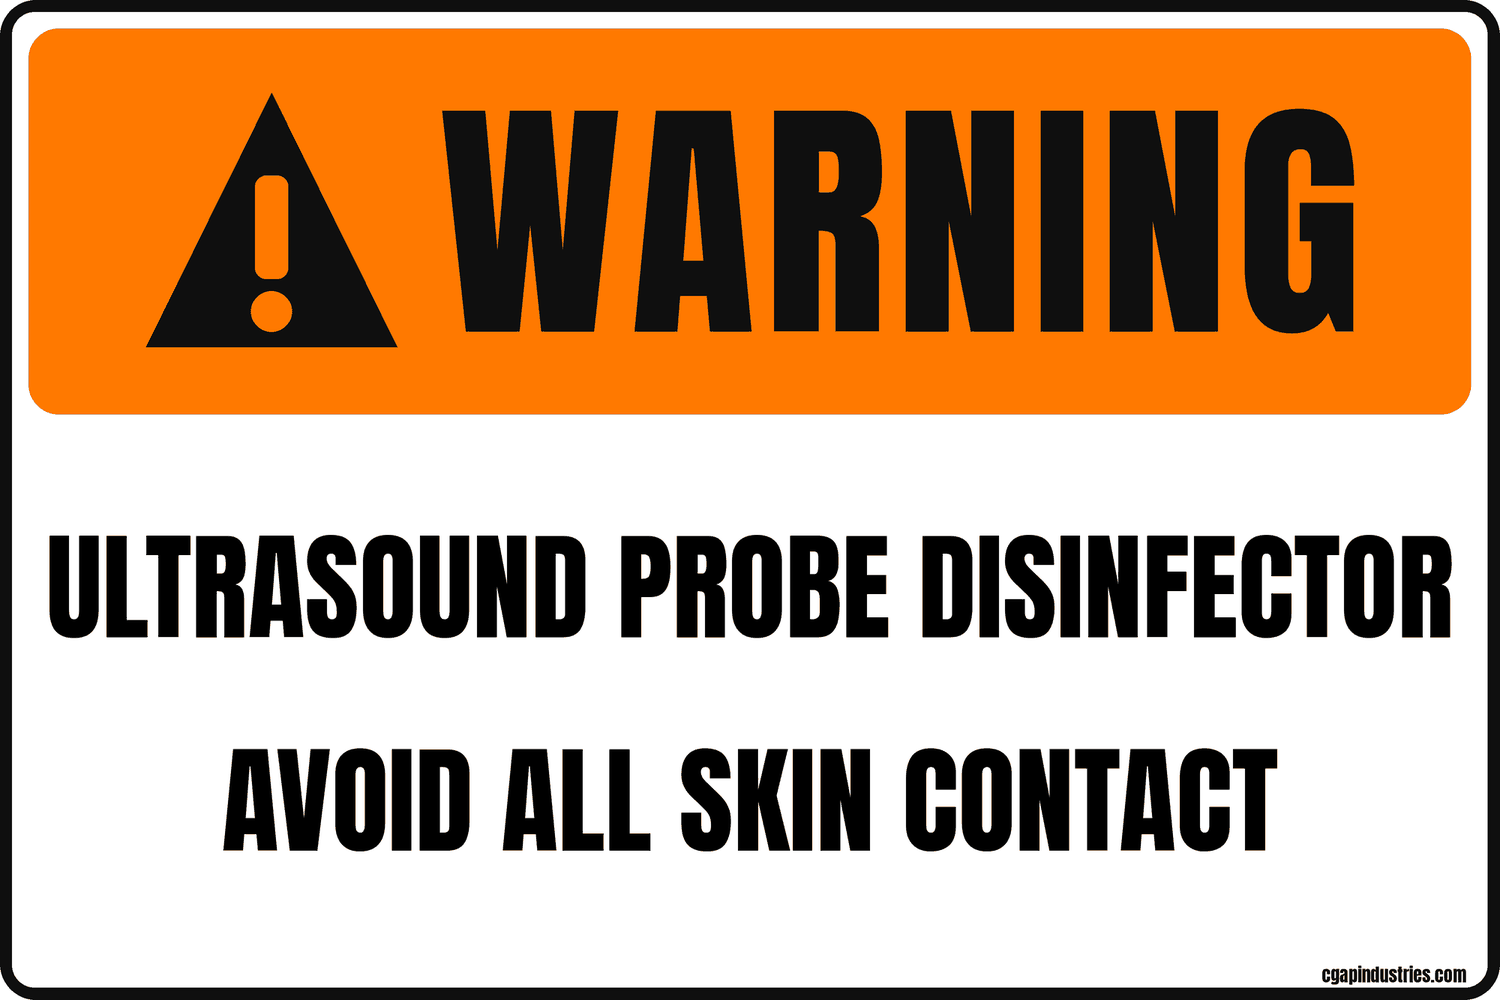 WARNING
ULTRASOUND PROBE DISINFECTOR
AVOID ALL SKIN CONTACT
cgapindustries.com